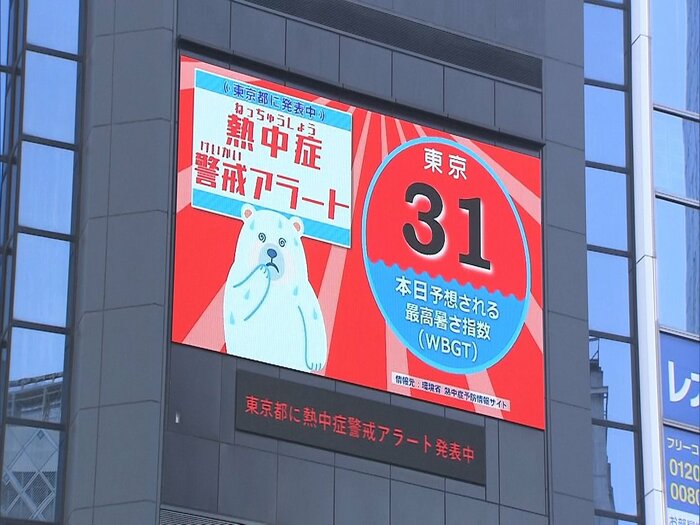 《東京都に発表中》
ねっちゅうしょう
熱中症
けいかい
警戒アラート
東京
31
本日予想される
最高暑さ指数
(WBGT)
情報元:環境省 熱中症予防情報サイト
東京都に熱中症警戒アラート発表中
レ
フリーコ
0120
0080